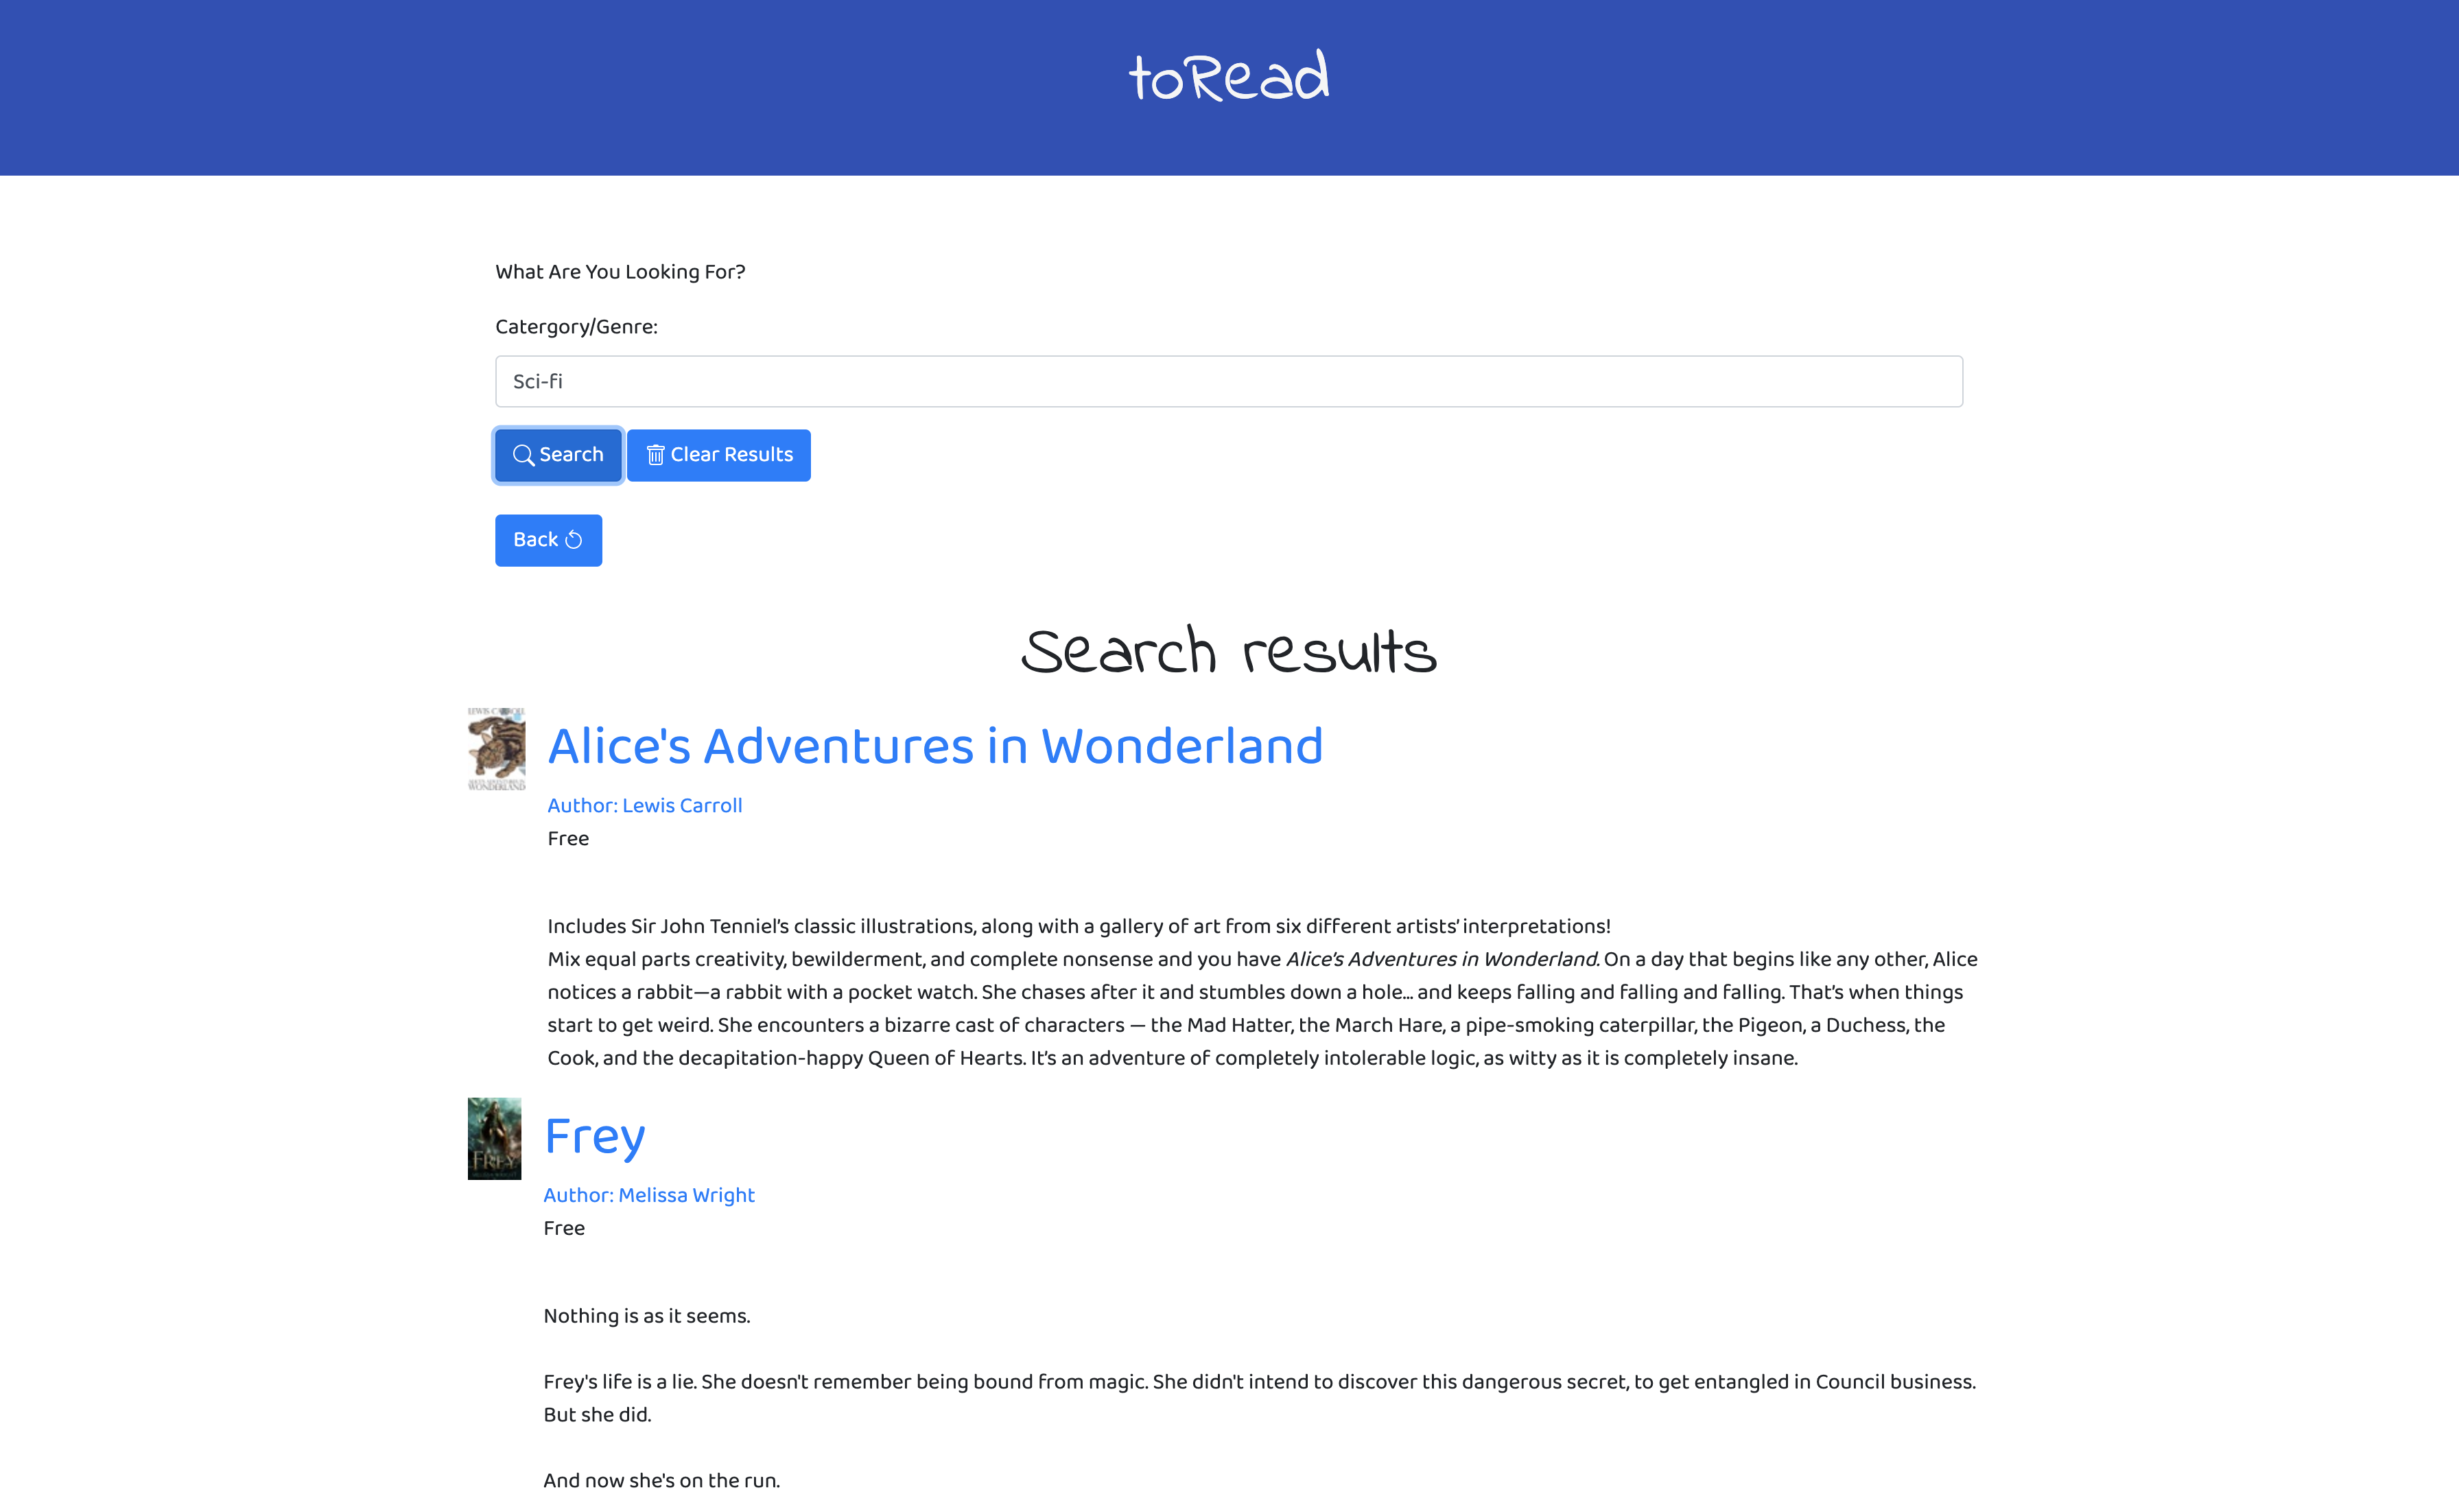 toRead
What Are You Looking For?
Catergory/Genre:
Sci-fi
Search Clear Results
Back
Search results
LEWIS CARROLL
WONDERLAND
Alice's Adventures in Wonderland
Author: Lewis Carroll
Free
Includes Sir John Tenniel’s classic illustrations, along with a gallery of art from six different artists’ interpretations!
Mix equal parts creativity, bewilderment, and complete nonsense and you have Alice’s Adventures in Wonderland. On a day that begins like any other, Alice
notices a rabbit—a rabbit with a pocket watch. She chases after it and stumbles down a hole... and keeps falling and falling and falling. That’s when things
start to get weird. She encounters a bizarre cast of characters — the Mad Hatter, the March Hare, a pipe-smoking caterpillar, the Pigeon, a Duchess, the
Cook, and the decapitation-happy Queen of Hearts. It’s an adventure of completely intolerable logic, as witty as it is completely insane.
FREY
Frey
Author: Melissa Wright
Free
Nothing is as it seems.
Frey's life is a lie. She doesn't remember being bound from magic. She didn't intend to discover this dangerous secret, to get entangled in Council business.
But she did.
And now she's on the run.